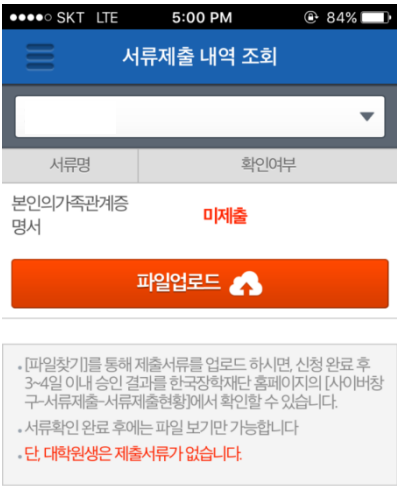 SKT LTE 5:00 PM 84%
서류제출 내역 조회
서류명 확인여부
본인의가족관계증
명서
미제출
파일업로드
• [파일찾기]를 통해 제출서류를 업로드 하시면, 신청 완료 후
3~4일 이내 승인 결과를 한국장학재단 홈페이지의 [사이버창
구-서류제출-서류제출현황]에서 확인할 수 있습니다.
• 서류확인 완료 후에는 파일 보기만 가능합니다
• 단, 대학원생은 제출서류가 없습니다.